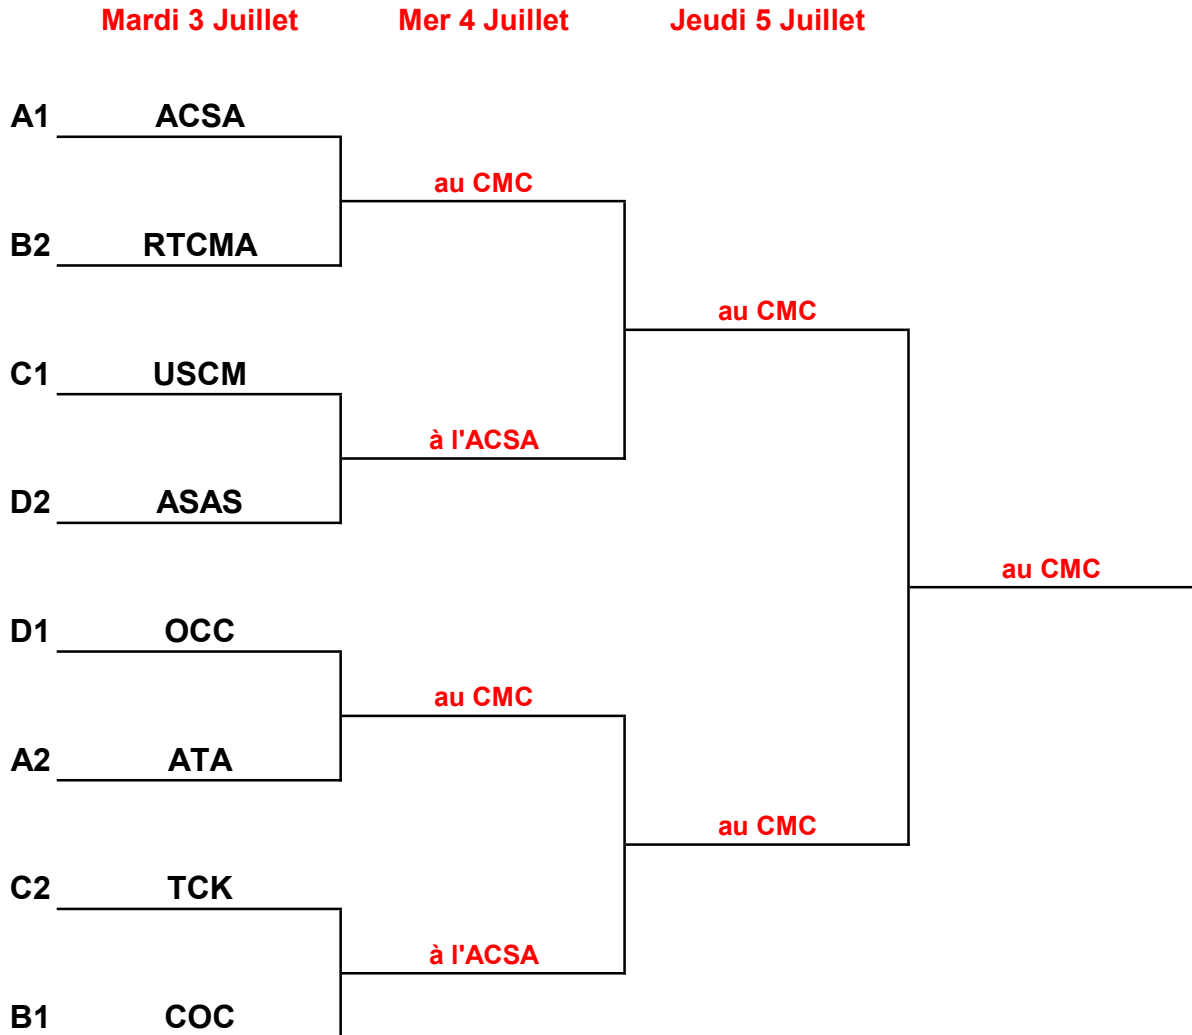 Mardi 3 Juillet Mer 4 Juillet Jeudi 5 Juillet
A1 ACSA
au CMC
B2 RTCMA
au CMC
C1 USCM
à l'ACSA
D2 ASAS
au CMC
D1 OCC
au CMC
A2 ATA
au CMC
C2 TCK
à l'ACSA
B1 COC